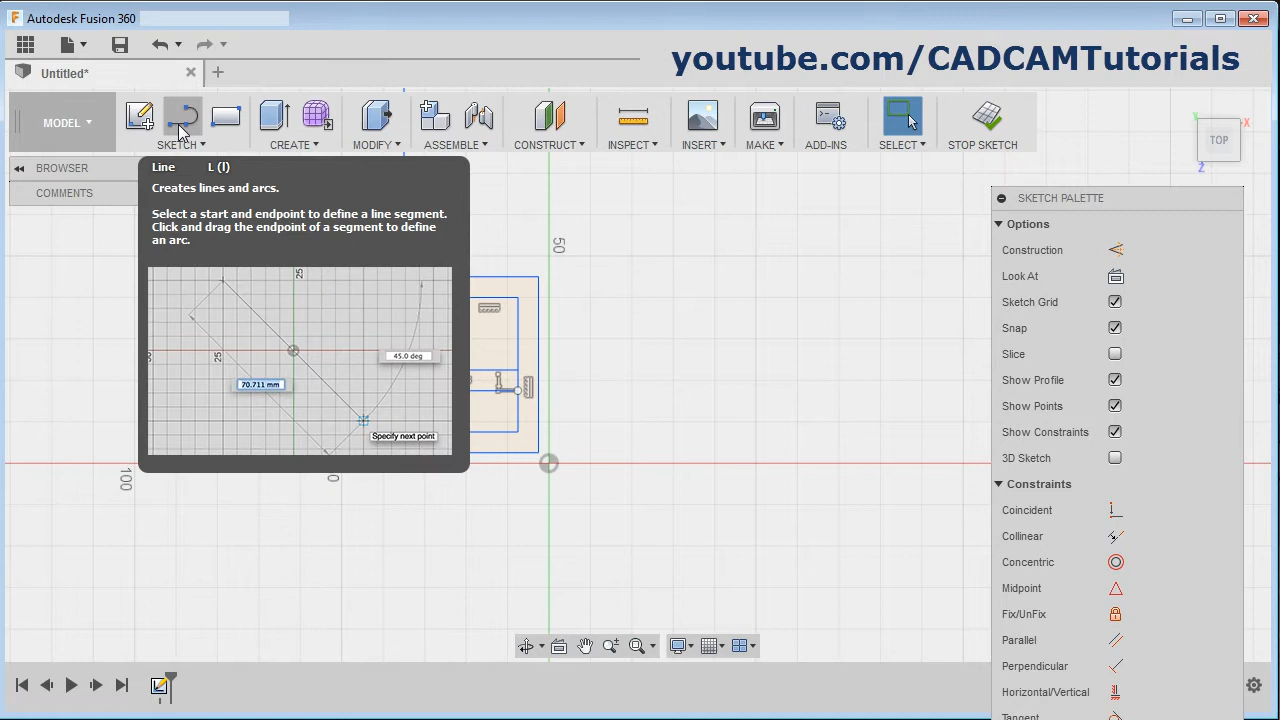 Autodesk Fusion 360
youtube.com/CADCAMTutorials
Untitled*
MODEL
SKETCH
CREATE
MODIFY
ASSEMBLE
CONSTRUCT
INSPECT
INSERT
MAKE
ADD-INS
SELECT
STOP SKETCH
TOP
X
Y
Z
BROWSER
COMMENTS
Line L (l)
Creates lines and arcs.
Select a start and endpoint to define a line segment.
Click and drag the endpoint of a segment to define
an arc.
25
25
45.0 deg
70.711 mm
Specify next point
50
100
0
SKETCH PALETTE
Options
Construction
Look At
Sketch Grid
Snap
Slice
Show Profile
Show Points
Show Constraints
3D Sketch
Constraints
Coincident
Collinear
Concentric
Midpoint
Fix/UnFix
Parallel
Perpendicular
Horizontal/Vertical
Tangent